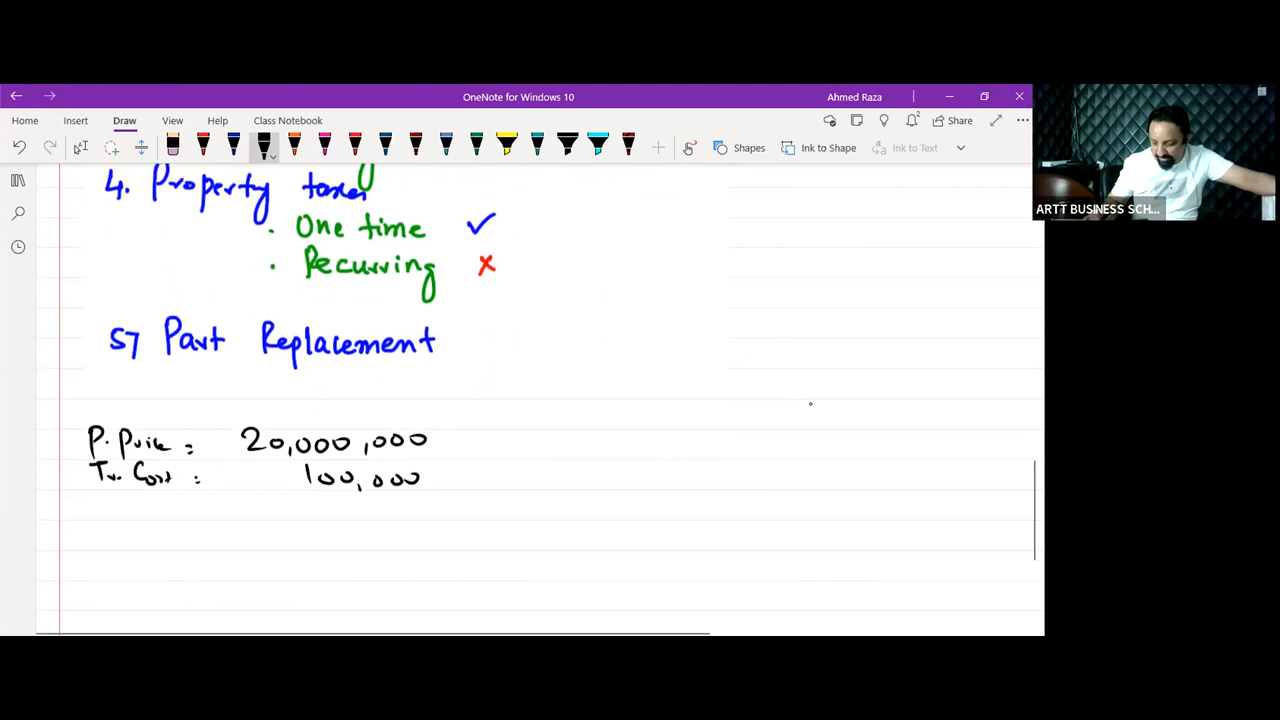 OneNote for Windows 10
Ahmed Raza
Home Insert Draw View Help Class Notebook
Share
Shapes Ink to Shape Ink to Text
ARTT BUSINESS SCH...
4. Property taxes
. One time ✓
. Recurring ×
57 Part Replacement
P. Price = 20,000,000
Tr. Cost = 100,000